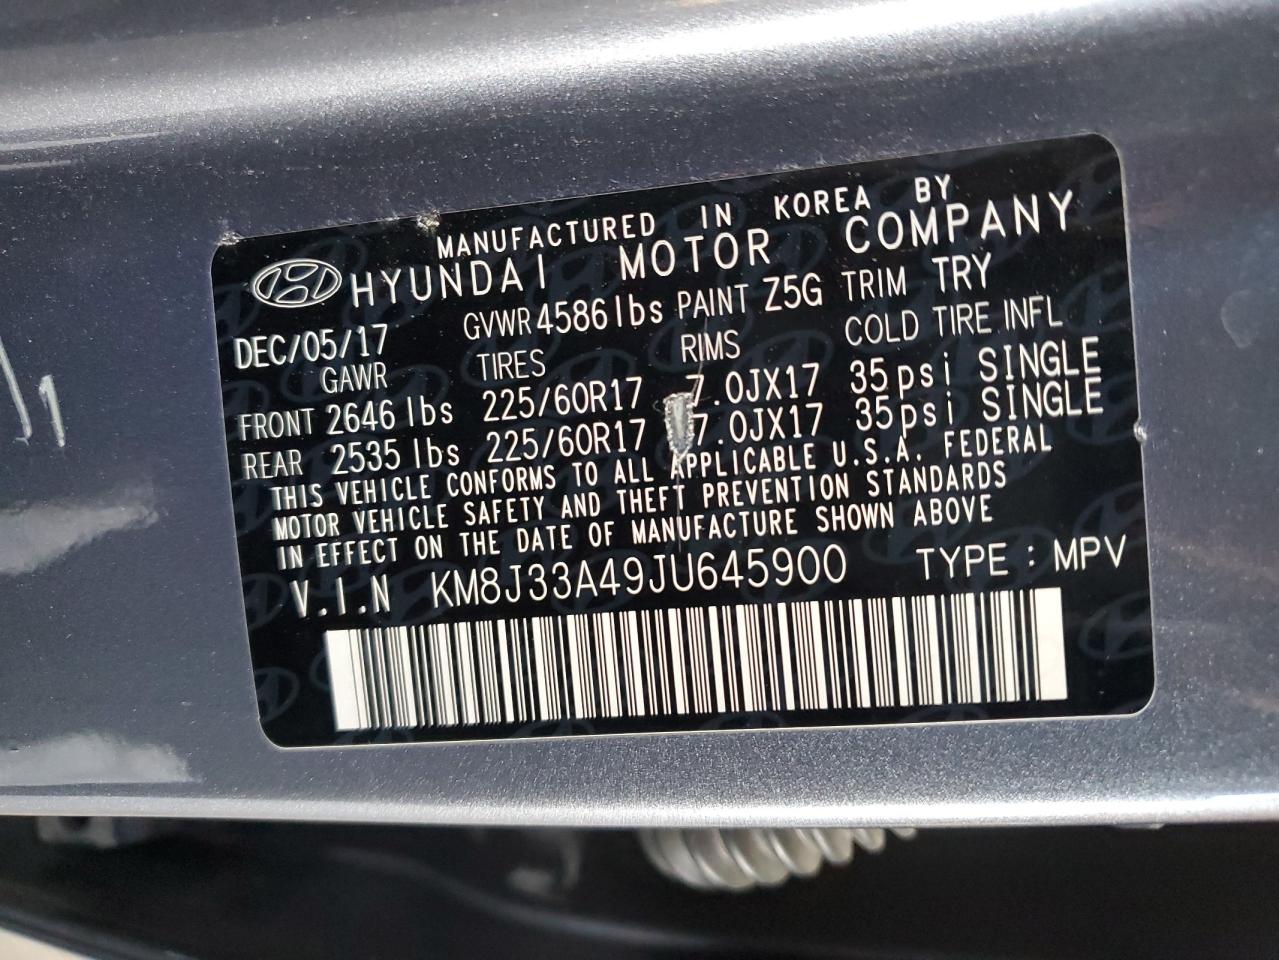 MANUFACTURED IN KOREA BY
HYUNDAI MOTOR COMPANY
DEC/05/17 GVWR 4586lbs PAINT Z5G TRIM TRY
GAWR TIRES RIMS COLD TIRE INFL
FRONT 2646 lbs 225/60R17 7.0JX17 35psi SINGLE
REAR 2535 lbs 225/60R17 7.0JX17 35psi SINGLE
THIS VEHICLE CONFORMS TO ALL APPLICABLE U.S.A. FEDERAL
MOTOR VEHICLE SAFETY AND THEFT PREVENTION STANDARDS
IN EFFECT ON THE DATE OF MANUFACTURE SHOWN ABOVE
V.I.N KM8J33A49JU645900 TYPE : MPV